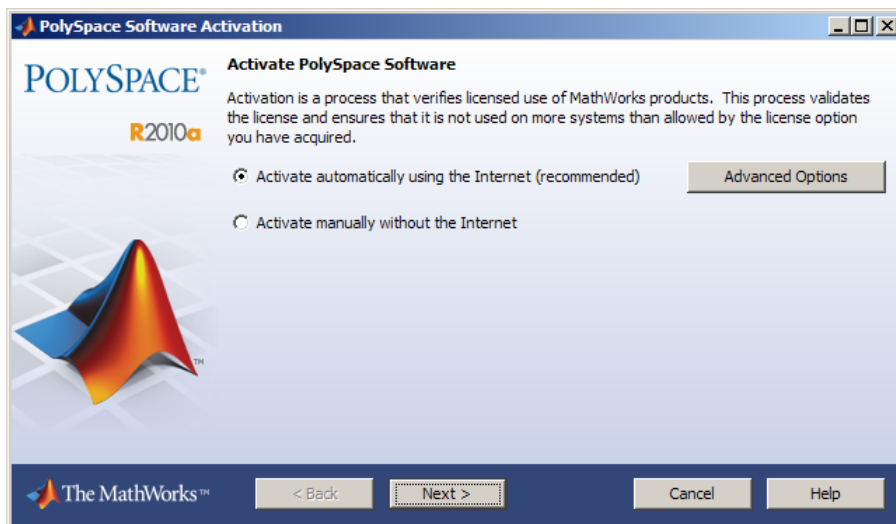 PolySpace Software Activation
POLYSPACE®
R2010a
Activate PolySpace Software
Activation is a process that verifies licensed use of MathWorks products. This process validates
the license and ensures that it is not used on more systems than allowed by the license option
you have acquired.
Activate automatically using the Internet (recommended)
Advanced Options
Activate manually without the Internet
TM
The MathWorks™
< Back
Next >
Cancel
Help